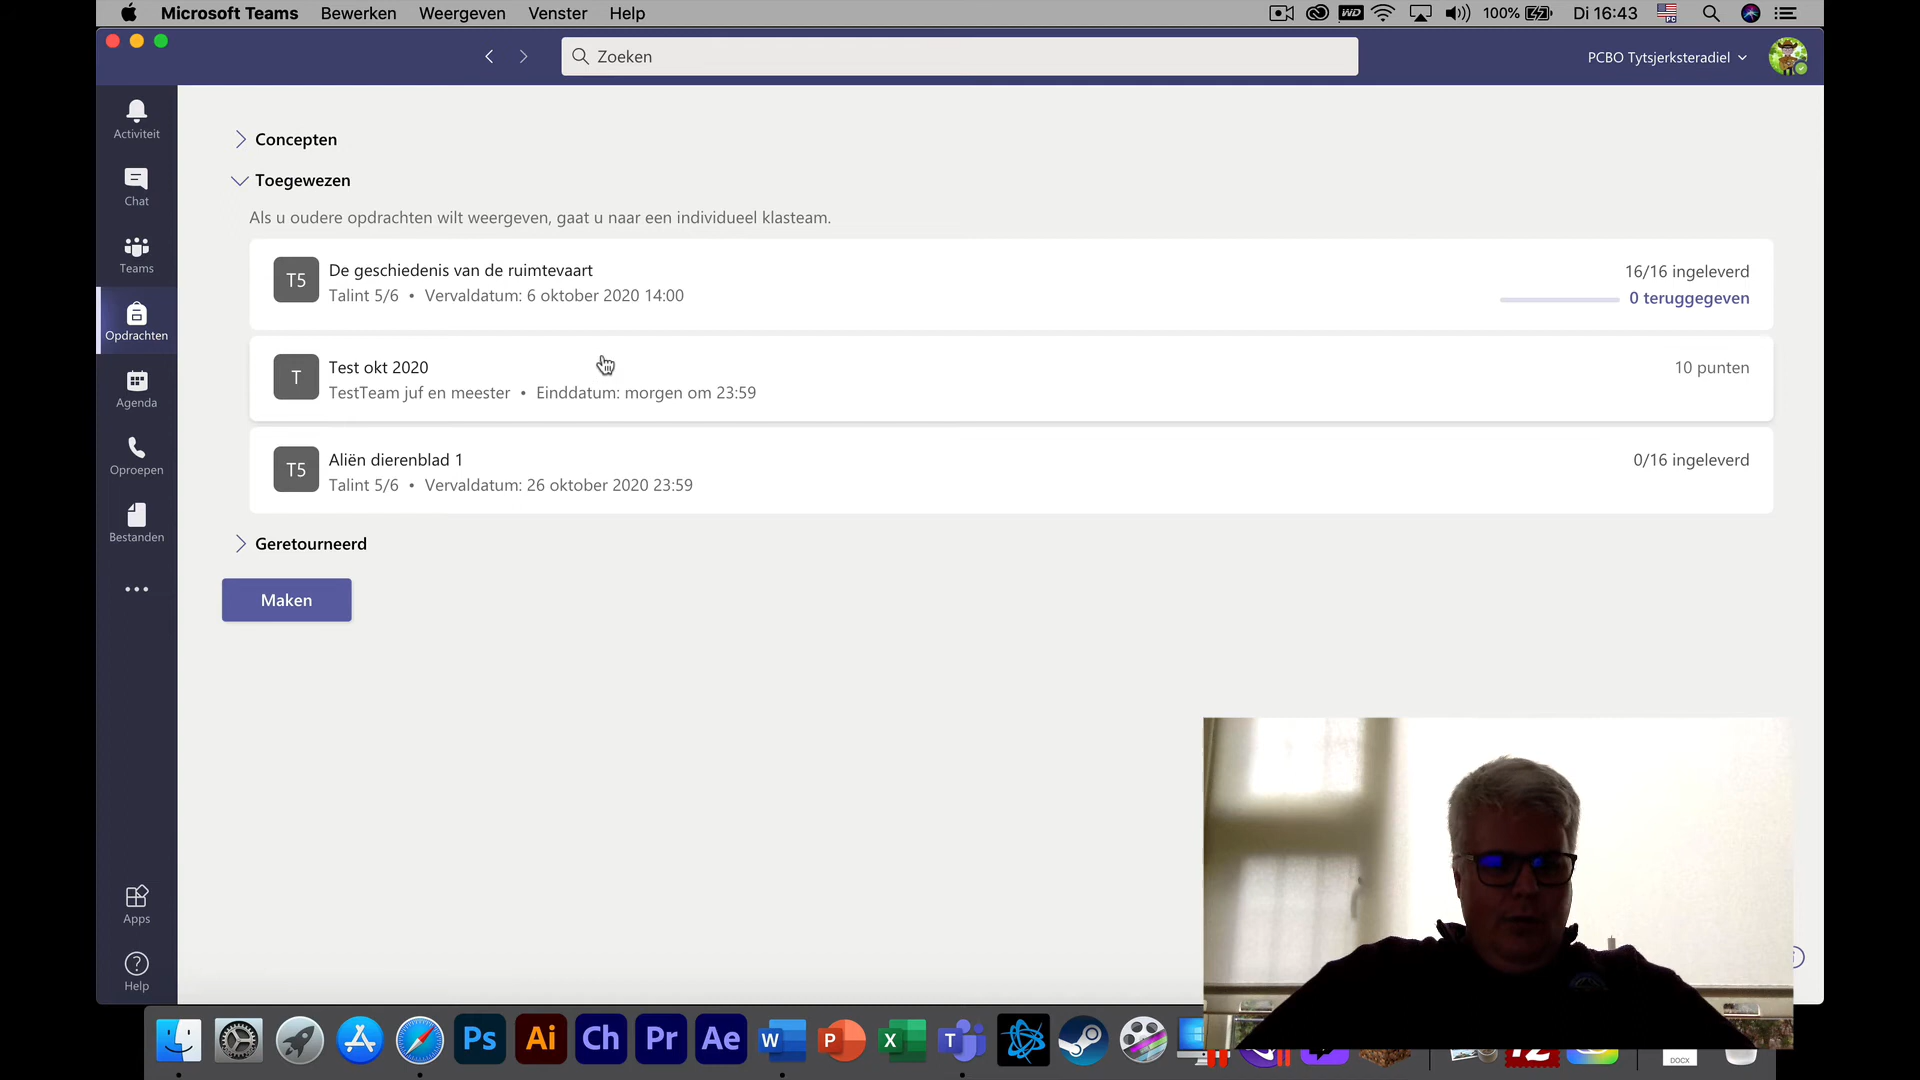 Microsoft Teams Bewerken Weergeven Venster Help
WD 100% Di 16:43
PC
Zoeken
PCBO Tytsjerksteradiel
Activiteit
Chat
Teams
Opdrachten
Agenda
Oproepen
Bestanden
Apps
Help
Concepten
Toegewezen
Als u oudere opdrachten wilt weergeven, gaat u naar een individueel klasteam.
T5 De geschiedenis van de ruimtevaart
Talint 5/6 • Vervaldatum: 6 oktober 2020 14:00
16/16 ingeleverd
0 teruggegeven
T Test okt 2020
TestTeam juf en meester • Einddatum: morgen om 23:59
10 punten
T5 Aliën dierenblad 1
Talint 5/6 • Vervaldatum: 26 oktober 2020 23:59
0/16 ingeleverd
Geretourneerd
Maken
Ps Ai Ch Pr Ae W P X T
DOCX